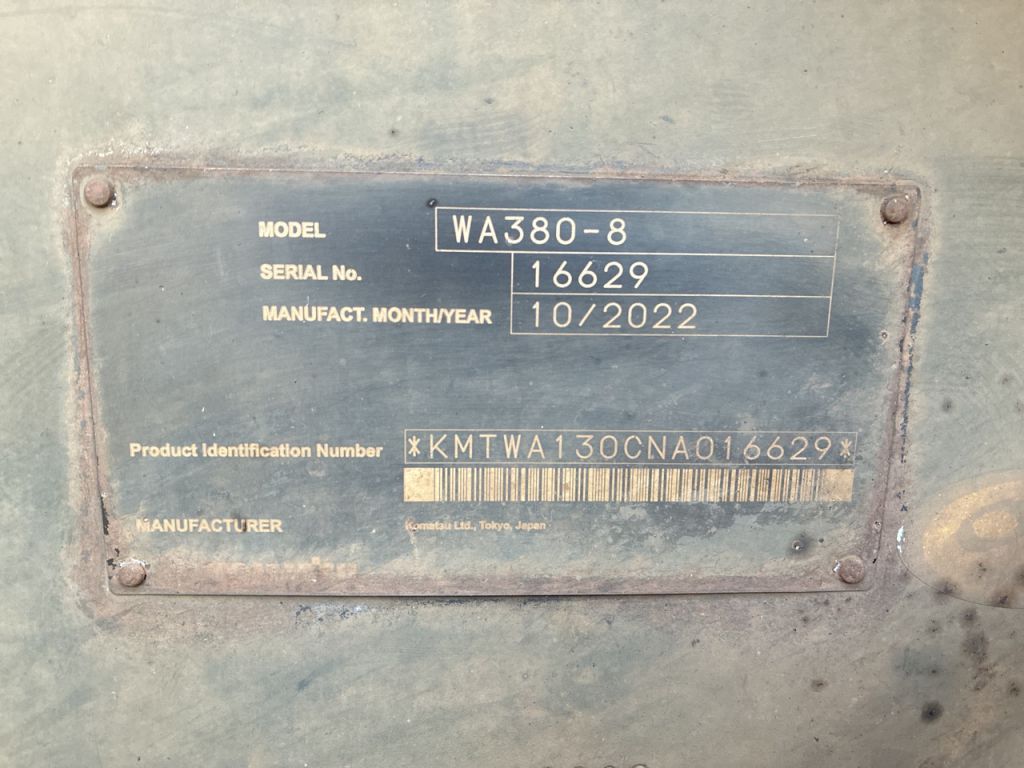 MODEL WA380-8
SERIAL No. 16629
MANUFACT. MONTH/YEAR 10/2022
Product Identification Number *KMTWA130CNA016629*
MANUFACTURER Komatsu Ltd., Tokyo, Japan